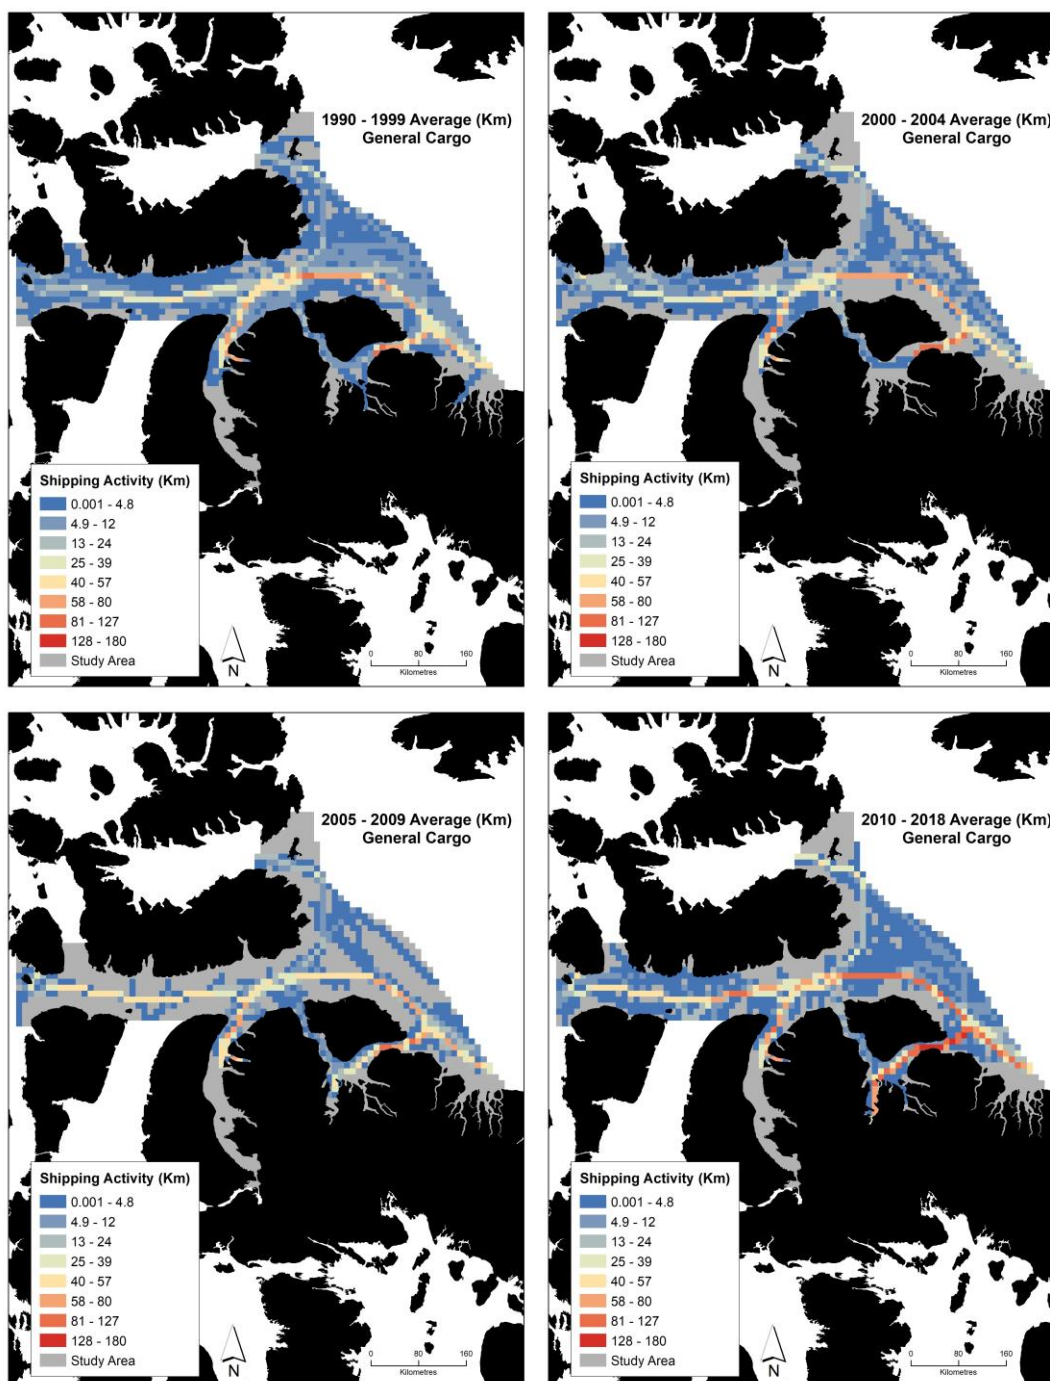 1990 - 1999 Average (Km)
General Cargo
Shipping Activity (Km)
0.001 - 4.8
4.9 - 12
13 - 24
25 - 39
40 - 57
58 - 80
81 - 127
128 - 180
Study Area
N
0 80 160
Kilometres
2000 - 2004 Average (Km)
General Cargo
Shipping Activity (Km)
0.001 - 4.8
4.9 - 12
13 - 24
25 - 39
40 - 57
58 - 80
81 - 127
128 - 180
Study Area
N
0 80 160
Kilometres
2005 - 2009 Average (Km)
General Cargo
Shipping Activity (Km)
0.001 - 4.8
4.9 - 12
13 - 24
25 - 39
40 - 57
58 - 80
81 - 127
128 - 180
Study Area
N
0 80 160
Kilometres
2010 - 2018 Average (Km)
General Cargo
Shipping Activity (Km)
0.001 - 4.8
4.9 - 12
13 - 24
25 - 39
40 - 57
58 - 80
81 - 127
128 - 180
Study Area
N
0 80 160
Kilometres